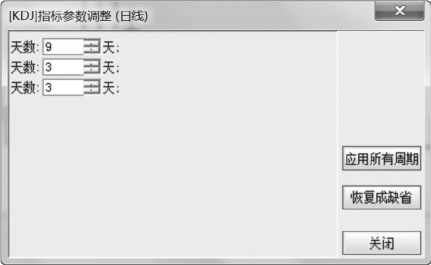 [KDJ]指标参数调整 (日线)
天数: 9 天;
天数: 3 天;
天数: 3 天;
应用所有周期
恢复成缺省
关闭